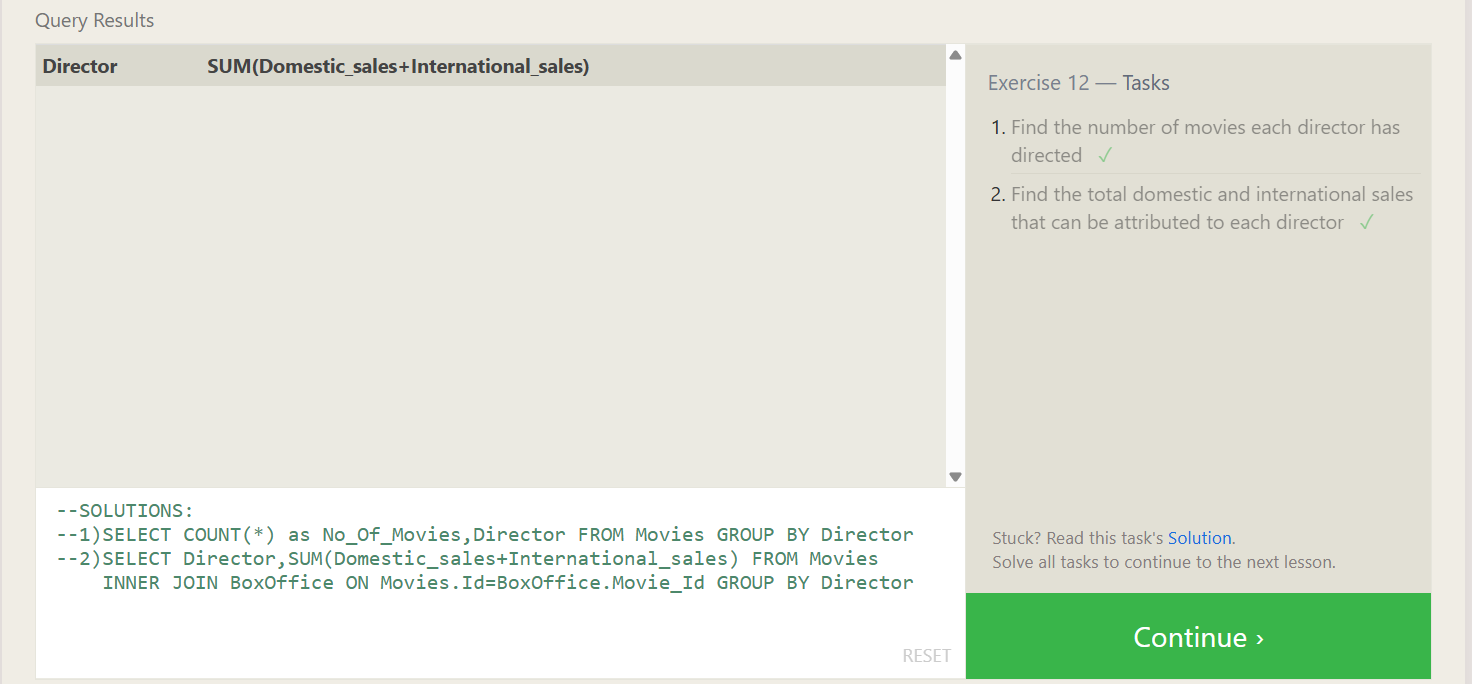 Query Results
Director SUM(Domestic_sales+International_sales)
--SOLUTIONS:
--1)SELECT COUNT(*) as No_Of_Movies,Director FROM Movies GROUP BY Director
--2)SELECT Director,SUM(Domestic_sales+International_sales) FROM Movies
INNER JOIN BoxOffice ON Movies.Id=BoxOffice.Movie_Id GROUP BY Director
RESET
Exercise 12 — Tasks
1. Find the number of movies each director has
directed ✓
2. Find the total domestic and international sales
that can be attributed to each director ✓
Stuck? Read this task's Solution.
Solve all tasks to continue to the next lesson.
Continue ›